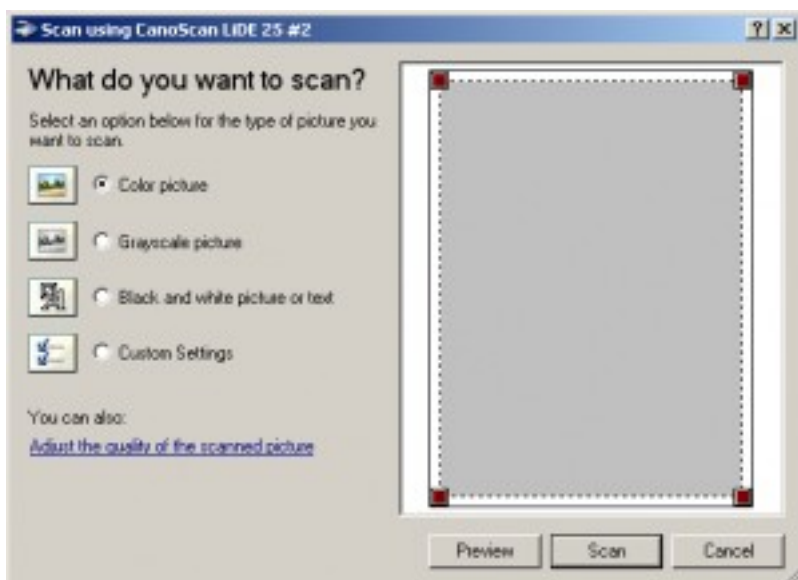 Scan using CanoScan LiDE 25 #2
What do you want to scan?
Select an option below for the type of picture you
want to scan.
Color picture
Grayscale picture
Black and white picture or text
Custom Settings
You can also:
Adjust the quality of the scanned picture
Preview
Scan
Cancel